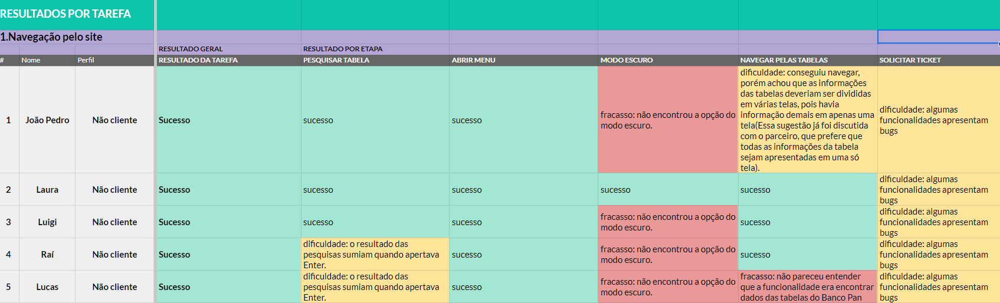 RESULTADOS POR TAREFA
1.Navegação pelo site
RESULTADO GERAL RESULTADO POR ETAPA
# Nome Perfil RESULTADO DA TAREFA PESQUISAR TABELA ABRIR MENU MODO ESCURO NAVEGAR PELAS TABELAS SOLICITAR TICKET
1 João Pedro Não cliente Sucesso sucesso sucesso
fracasso: não encontrou a opção do
modo escuro.
dificuldade: conseguiu navegar,
porém achou que as informações
das tabelas deveriam ser divididas
em várias telas, pois havia
informação demais em apenas uma
tela(Essa sugestão já foi discutida
com o parceiro, que prefere que
todas as informações da tabela
sejam apresentadas em uma só
tela).
dificuldade: algumas
funcionalidades apresentam
bugs
2 Laura Não cliente Sucesso sucesso sucesso sucesso sucesso
dificuldade: algumas
funcionalidades apresentam
bugs
3 Luigi Não cliente Sucesso sucesso sucesso
fracasso: não encontrou a opção do
modo escuro.
sucesso
dificuldade: algumas
funcionalidades apresentam
bugs
4 Raí Não cliente Sucesso
dificuldade: o resultado das
pesquisas sumiam quando apertava
Enter.
sucesso
fracasso: não encontrou a opção do
modo escuro.
sucesso
dificuldade: algumas
funcionalidades apresentam
bugs
5 Lucas Não cliente Sucesso
dificuldade: o resultado das
pesquisas sumiam quando apertava
Enter.
sucesso
fracasso: não encontrou a opção do
modo escuro.
fracasso: não pareceu entender
que a funcionalidade era encontrar
dados das tabelas do Banco Pan
dificuldade: algumas
funcionalidades apresentam
bugs